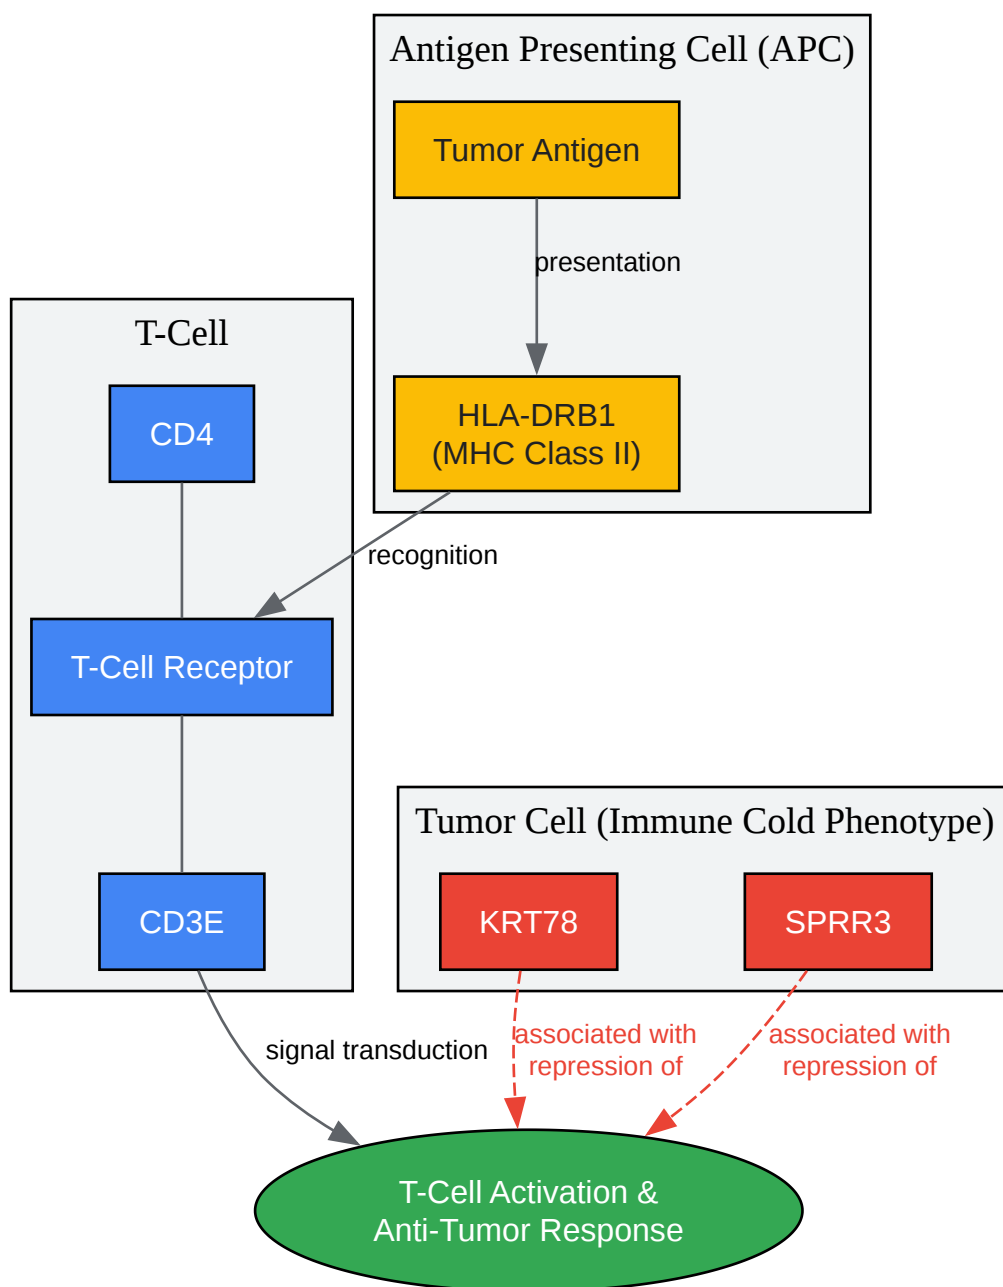 Antigen Presenting Cell (APC)
Tumor Antigen
presentation
HLA-DRB1
(MHC Class II)
T-Cell
CD4
recognition
T-Cell Receptor
CD3E
Tumor Cell (Immune Cold Phenotype)
KRT78
SPRR3
signal transduction
associated with
repression of
associated with
repression of
T-Cell Activation &
Anti-Tumor Response